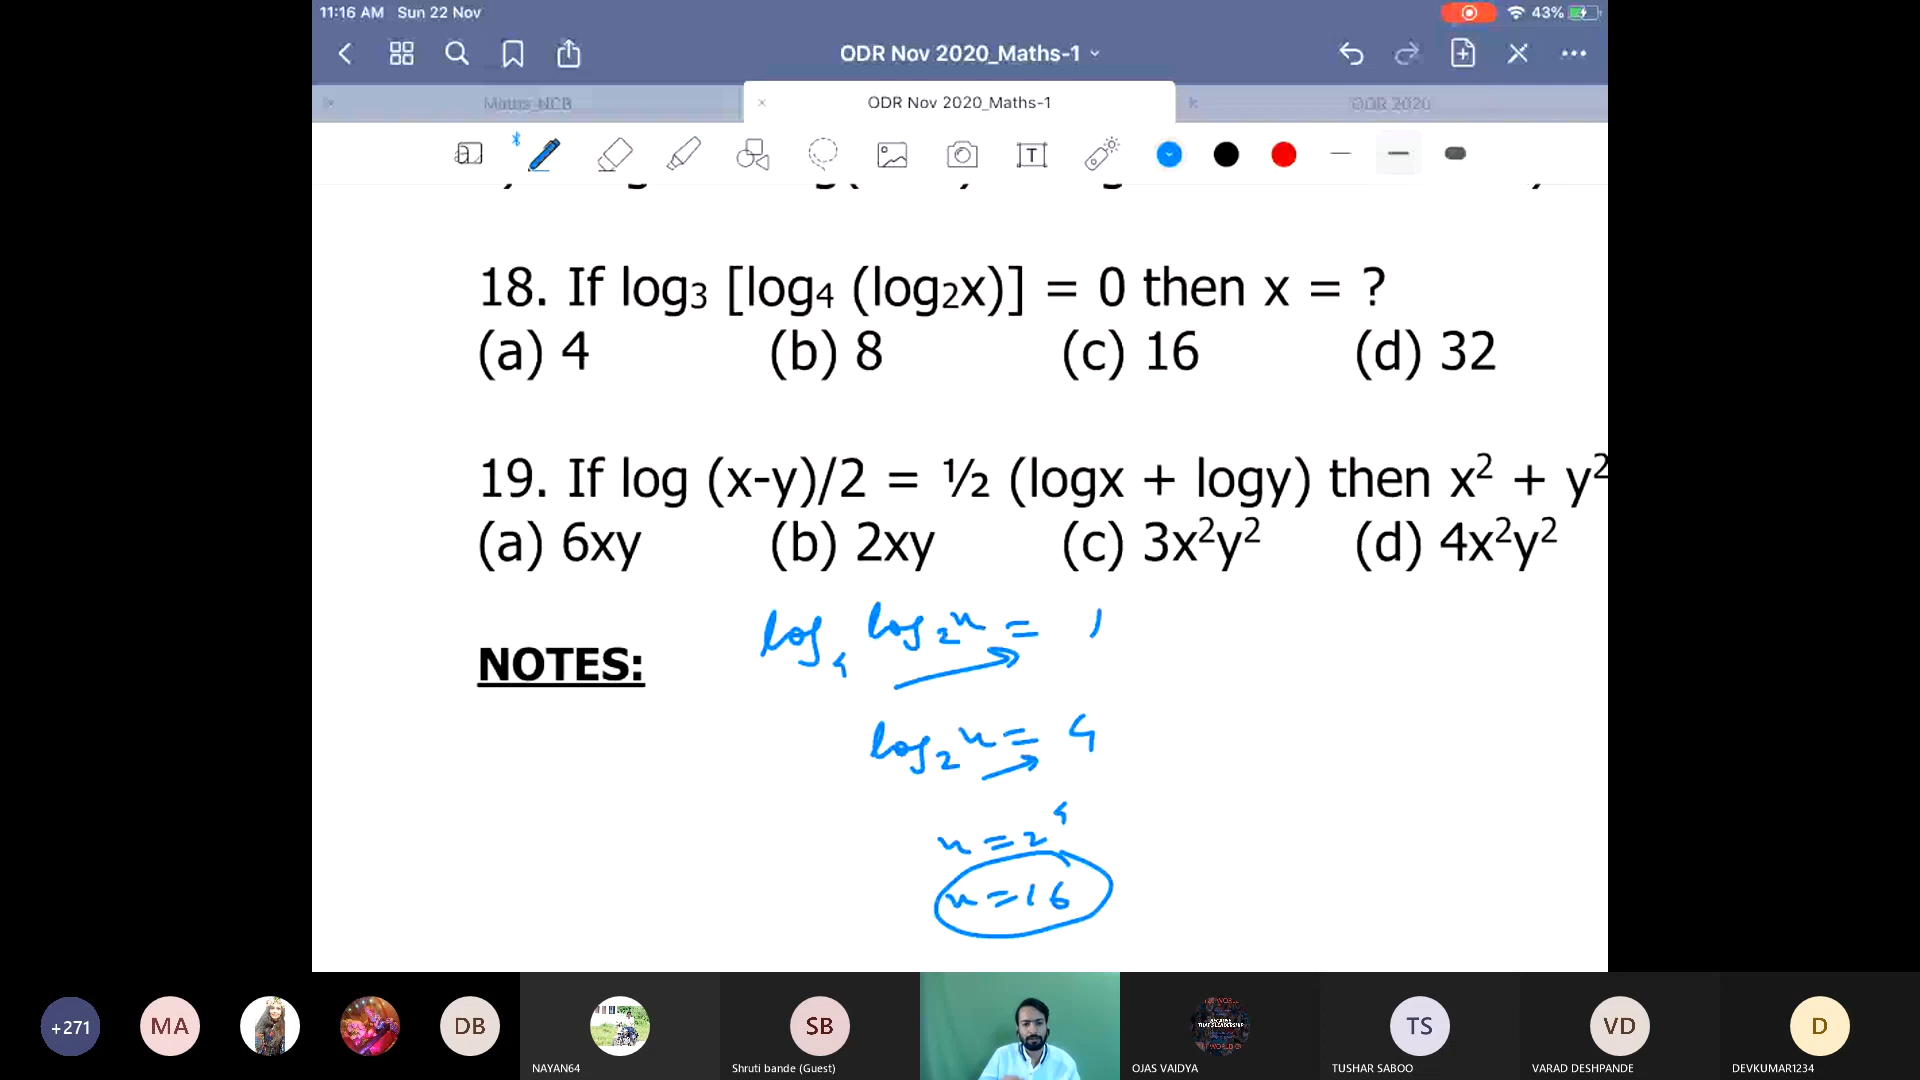 11:16 AM Sun 22 Nov
43%
ODR Nov 2020_Maths-1
Maths_NCB
ODR Nov 2020_Maths-1
ODR 2020
T
18. If log₃ [log₄ (log₂x)] = 0 then x = ?
(a) 4 (b) 8 (c) 16 (d) 32
19. If log (x-y)/2 = ½ (logx + logy) then x² + y²
(a) 6xy (b) 2xy (c) 3x²y² (d) 4x²y²
log₄ log₂x = 1
NOTES:
log₂x = 4
x = 2⁴
x = 16
+271
MA
DB
SB
TS
VD
D
NAYAN64
Shruti bande (Guest)
OJAS VAIDYA
TUSHAR SABOO
VARAD DESHPANDE
DEVKUMAR1234